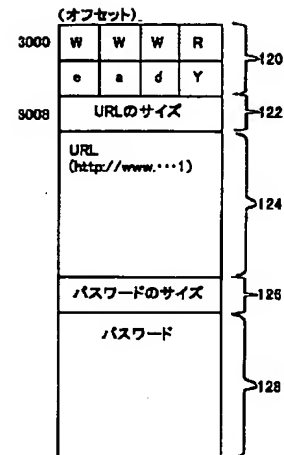 (オフセット)
3000 W W W R 120
e a d Y
3008 URLのサイズ 122
URL
(http://www.・・・1) 124
パスワードのサイズ 126
パスワード
128